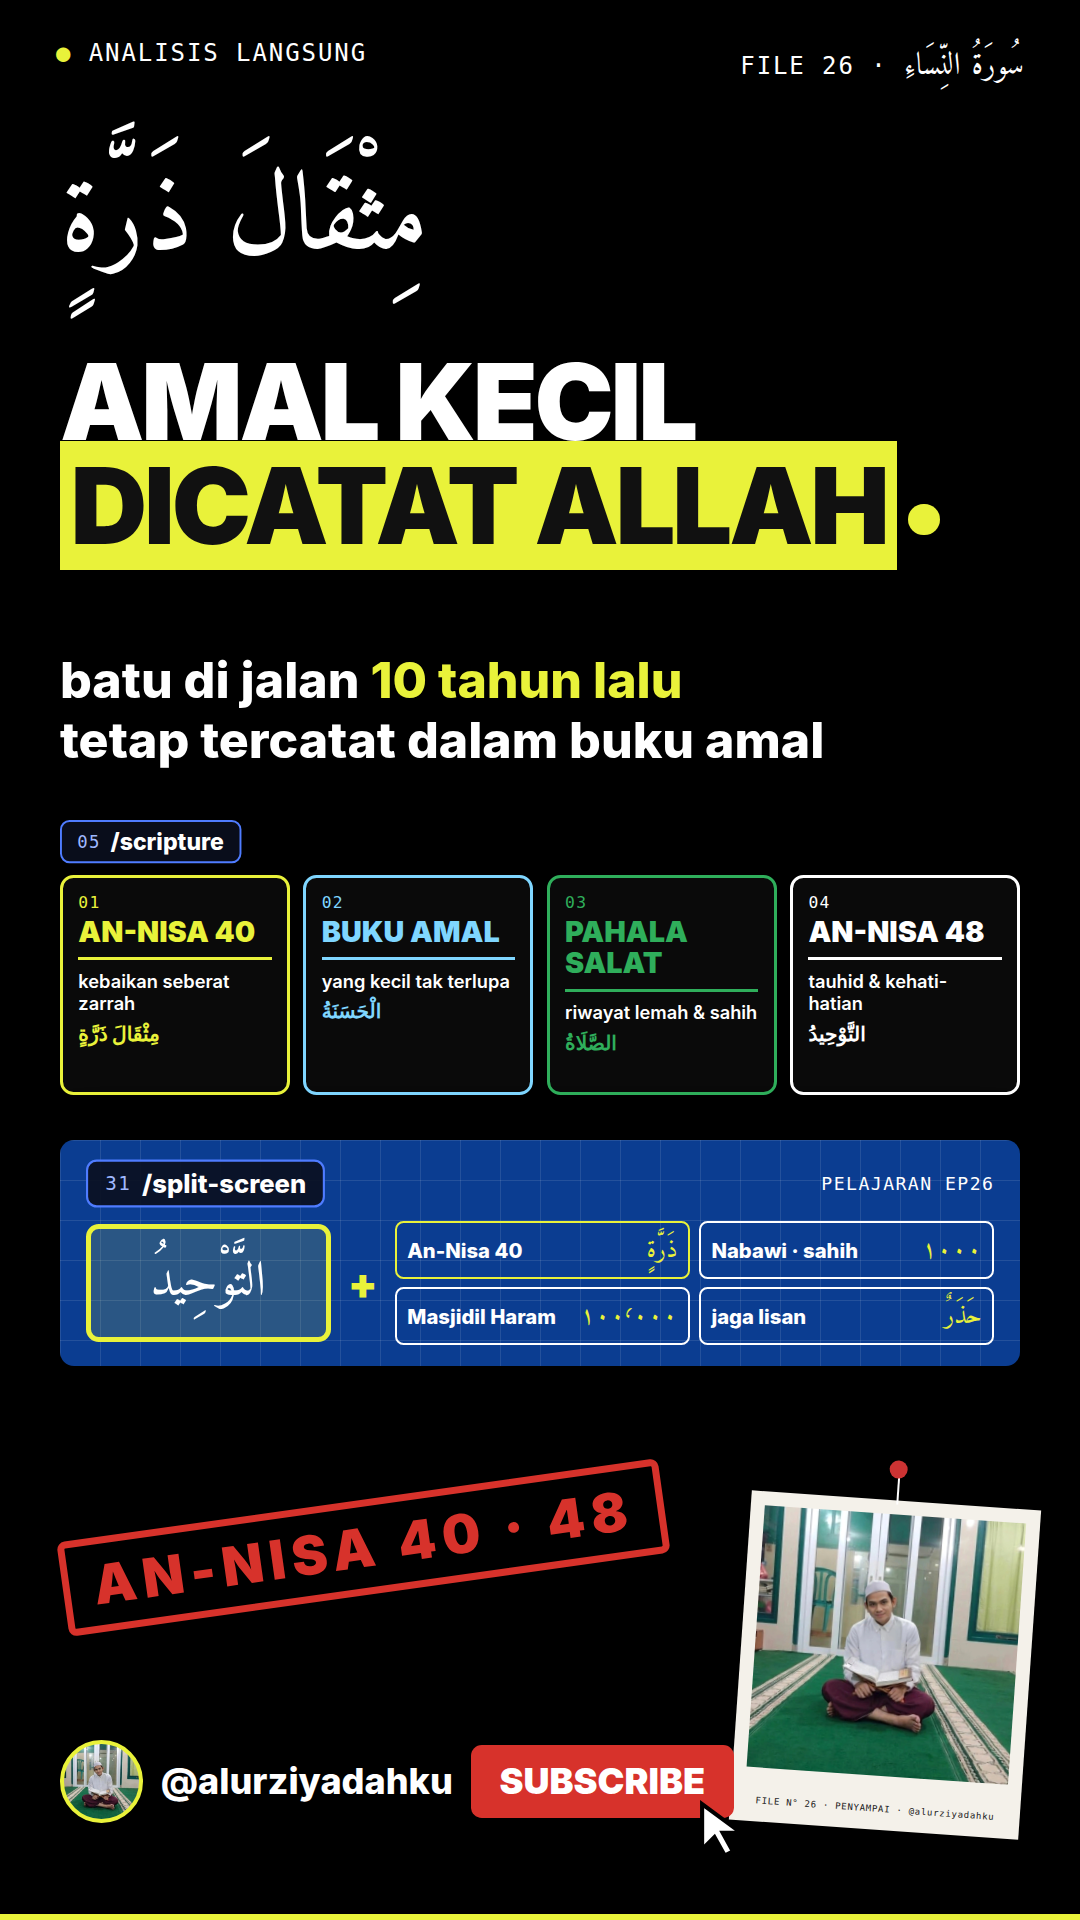 ANALISIS LANGSUNG
FILE 26 · سُورَةُ النِّسَاءِ
مِثْقَالَ ذَرَّةٍ
AMAL KECIL
DICATAT ALLAH
batu di jalan 10 tahun lalu
tetap tercatat dalam buku amal
05 /scripture
01
AN-NISA 40
kebaikan seberat
zarrah
مِثْقَالَ ذَرَّةٍ
02
BUKU AMAL
yang kecil tak terlupa
الْحَسَنَةُ
03
PAHALA
SALAT
riwayat lemah & sahih
الصَّلَاةُ
04
AN-NISA 48
tauhid & kehati-
hatian
التَّوْحِيدُ
31 /split-screen
PELAJARAN EP26
التَّوْحِيدُ
+
An-Nisa 40 ذَرَّةٍ
Nabawi · sahih ١٠٠٠
Masjidil Haram ١٠٠،٠٠٠
jaga lisan حَذَرٌ
AN-NISA 40 · 48
@alurziyadahku
SUBSCRIBE
FILE N° 26 · PENYAMPAI · @alurziyadahku